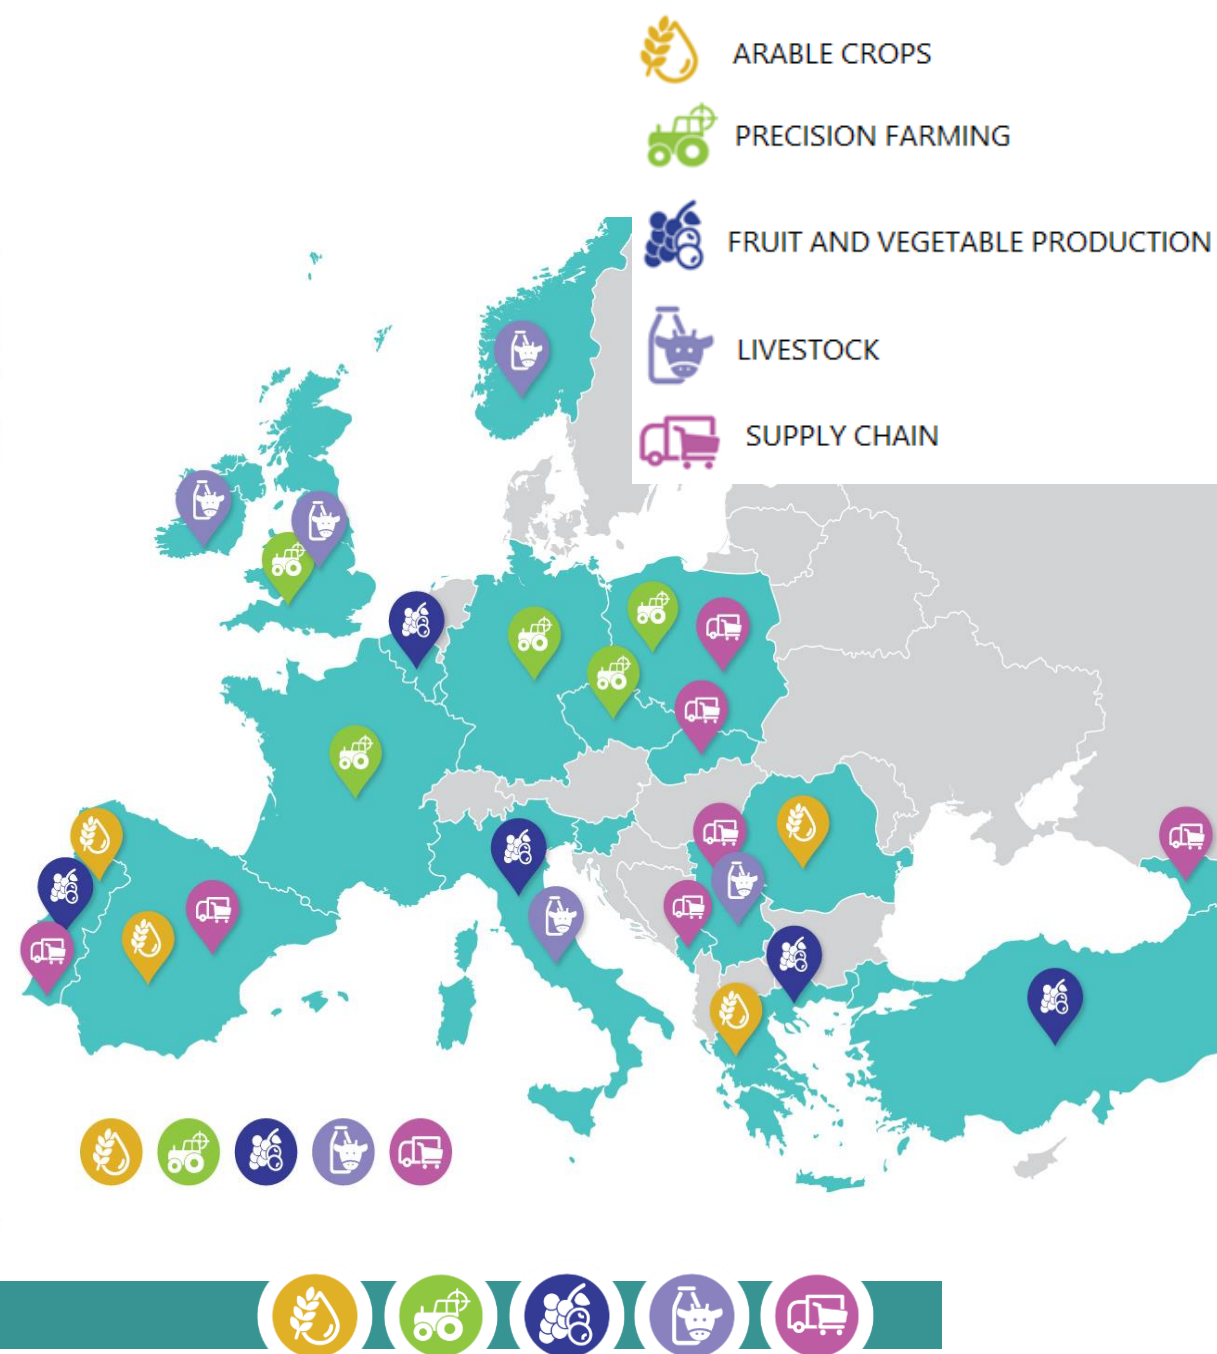 ARABLE CROPS
PRECISION FARMING
FRUIT AND VEGETABLE PRODUCTION
LIVESTOCK
SUPPLY CHAIN